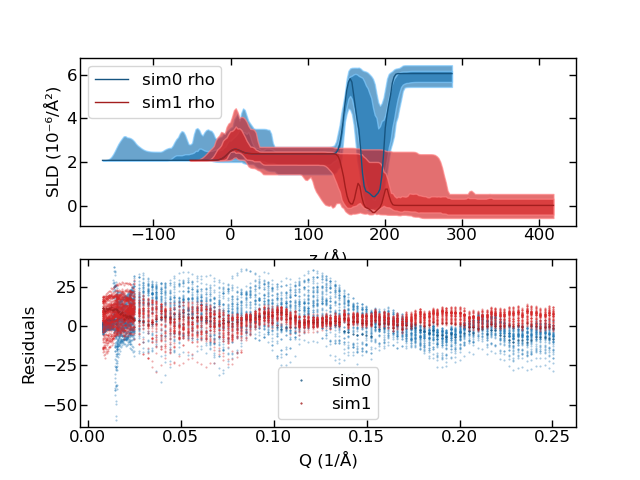 sim0 rho
sim1 rho
SLD (10⁻⁶/Å²)
6
4
2
0
−100
0
100
200
300
400
z (Å)
Residuals
25
0
−25
−50
sim0
sim1
0.00
0.05
0.10
0.15
0.20
0.25
Q (1/Å)